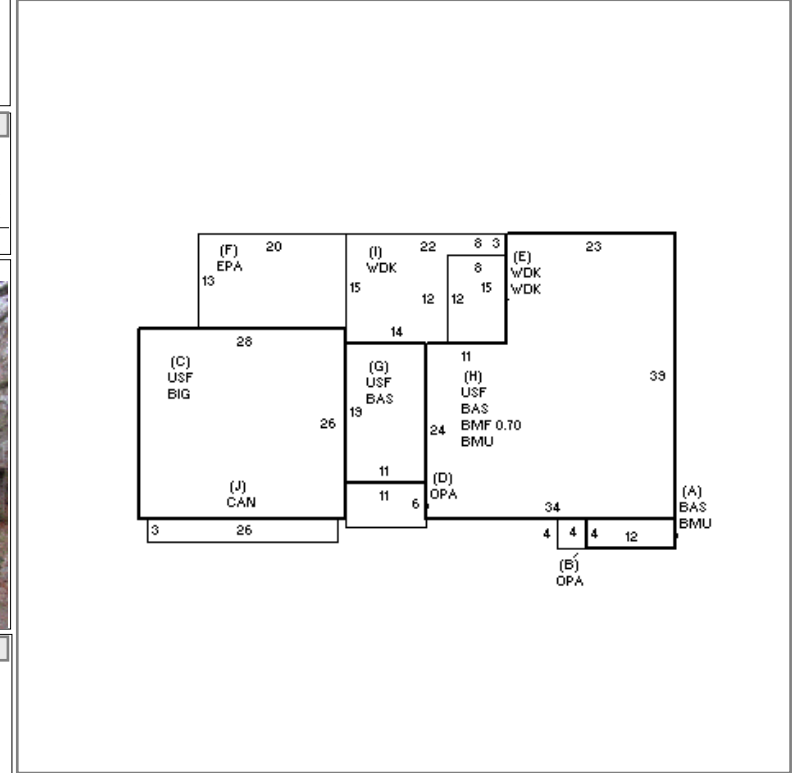 (F)
EPA
20
13
(I)
WDK
22
8 3
15
12
14
8
12 15
(E)
WDK
WDK
23
39
28
(C)
USF
BIG
26
(J)
CAN
3 26
(G)
USF
BAS
19
11
11
6
(D)
OPA
11
(H)
USF
BAS
BMF 0.70
BMU
24
34
(A)
BAS
BMU
4 4 4 12
(B)
OPA